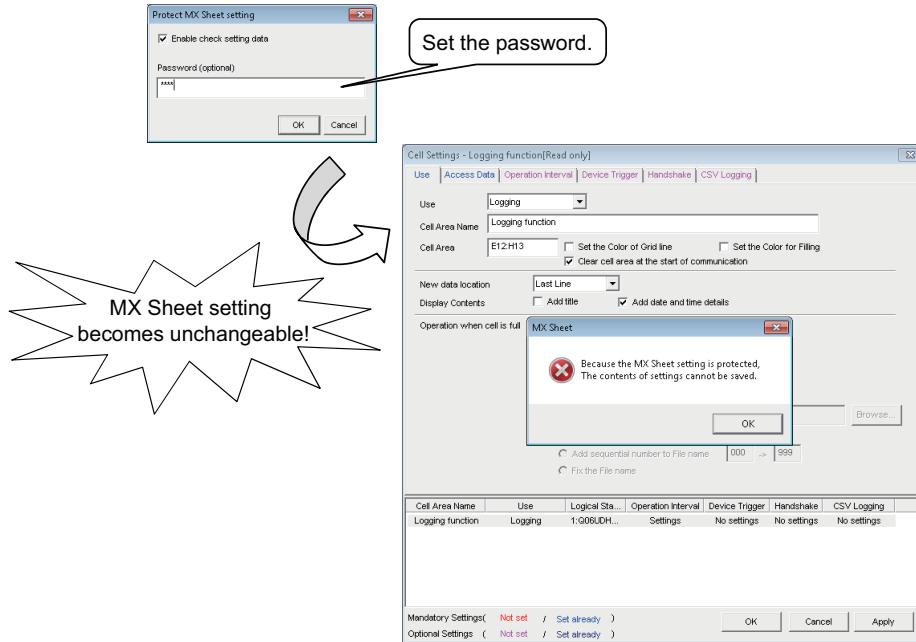 Protect MX Sheet setting
Enable check setting data
Password (optional)
****
OK Cancel
Set the password.
MX Sheet setting
becomes unchangeable!
Cell Settings - Logging function[Read only]
Use Access Data Operation Interval Device Trigger Handshake CSV Logging
Use Logging
Cell Area Name Logging function
Cell Area E12:H13 Set the Color of Grid line Set the Color for Filling
Clear cell area at the start of communication
New data location Last Line
Display Contents Add title Add date and time details
Operation when cell is full
MX Sheet
Because the MX Sheet setting is protected,
The contents of settings cannot be saved.
OK
Browse...
Add sequential number to File name 000 -> 999
Fix the File name
Cell Area Name Use Logical Sta... Operation Interval Device Trigger Handshake CSV Logging
Logging function Logging 1:Q06UDH... Settings No settings No settings No settings
Mandatory Settings( Not set / Set already )
Optional Settings ( Not set / Set already )
OK Cancel Apply